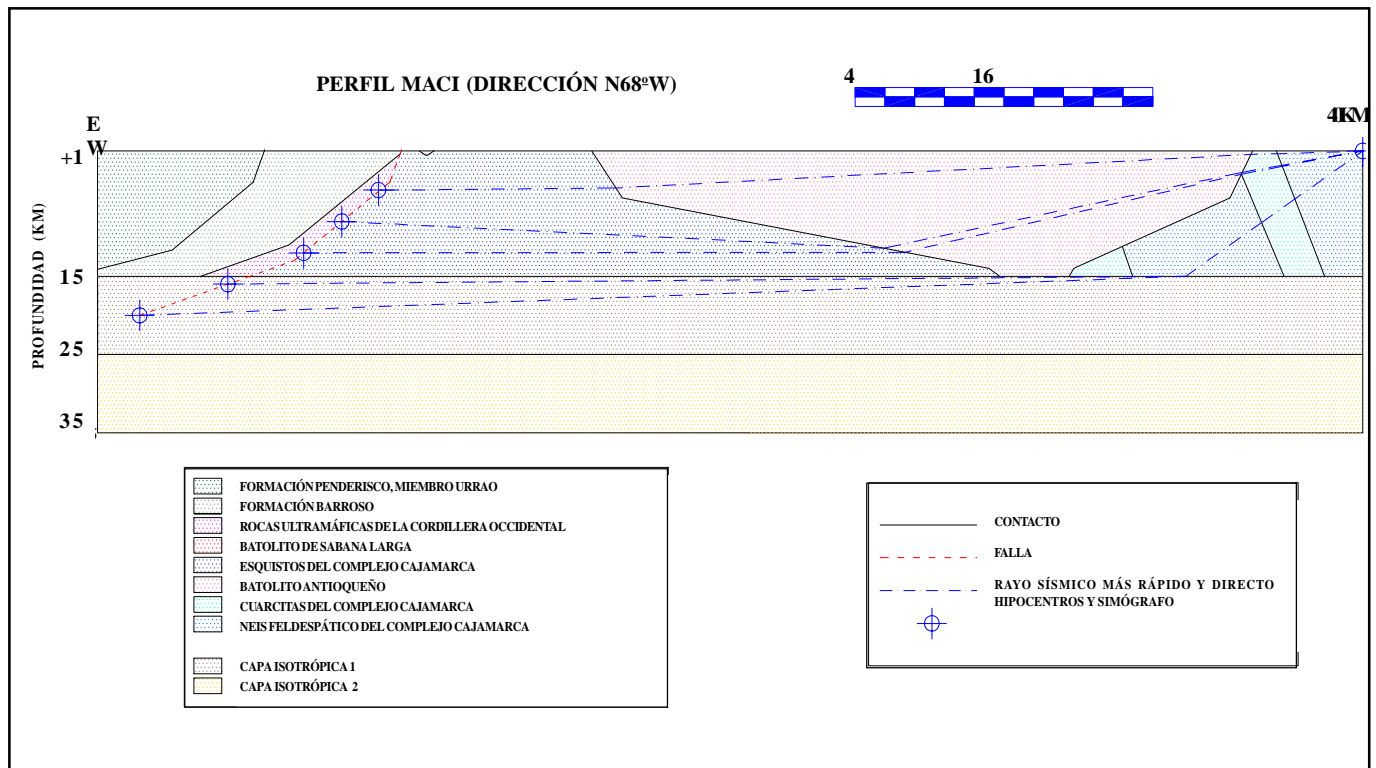 PERFIL MACI (DIRECCIÓN N68ºW)
4 16
E
W
+1
15
25
35
PROFUNDIDAD (KM)
FORMACIÓN PENDERISCO, MIEMBRO URRAO
FORMACIÓN BARROSO
ROCAS ULTRAMÁFICAS DE LA CORDILLERA OCCIDENTAL
BATOLITO DE SABANA LARGA
ESQUISTOS DEL COMPLEJO CAJAMARCA
BATOLITO ANTIOQUEÑO
CUARCITAS DEL COMPLEJO CAJAMARCA
NEIS FELDESPÁTICO DEL COMPLEJO CAJAMARCA
CAPA ISOTRÓPICA 1
CAPA ISOTRÓPICA 2
CONTACTO
FALLA
RAYO SÍSMICO MÁS RÁPIDO Y DIRECTO
HIPOCENTROS Y SIMÓGRAFO